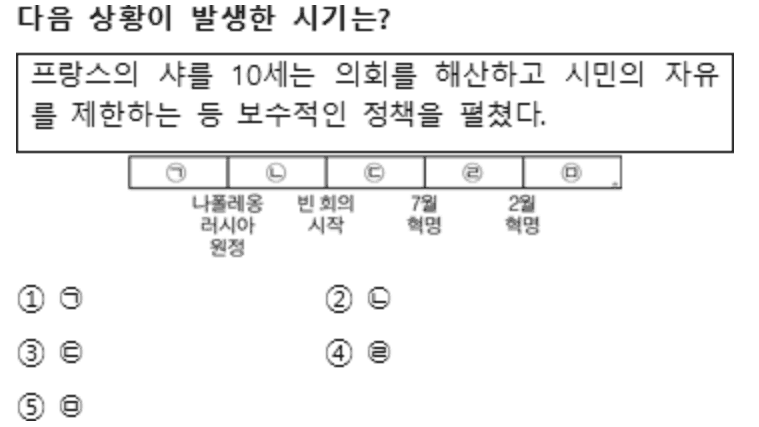 다음 상황이 발생한 시기는?
프랑스의 샤를 10세는 의회를 해산하고 시민의 자유
를 제한하는 등 보수적인 정책을 펼쳤다.
㉠ ㉡ ㉢ ㉣ ㉤
나폴레옹 빈 회의 7월 2월
러시아 시작 혁명 혁명
원정
① ㉠ ② ㉡
③ ㉢ ④ ㉣
⑤ ㉤